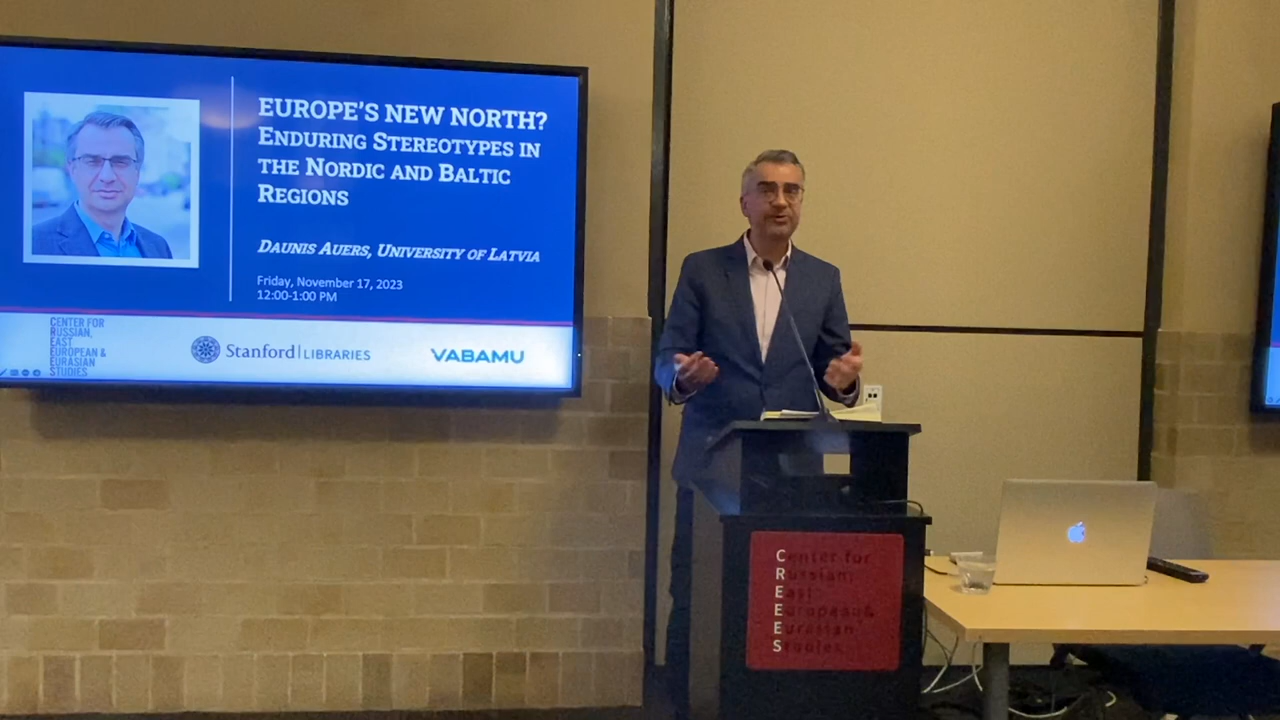 EUROPE'S NEW NORTH?
ENDURING STEREOTYPES IN
THE NORDIC AND BALTIC
REGIONS
DAUNIS AUERS, UNIVERSITY OF LATVIA
Friday, November 17, 2023
12:00-1:00 PM
CENTER FOR
RUSSIAN,
EAST
EUROPEAN &
EURASIAN
STUDIES
Stanford | LIBRARIES
VABAMU
Center for
Russian,
East
European &
Eurasian
Studies